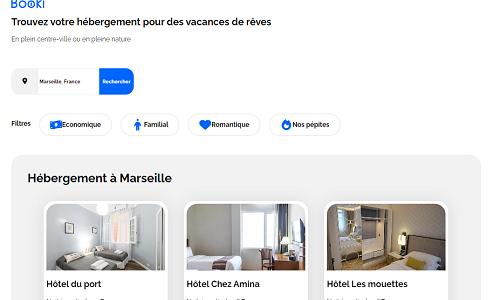 Booki
Trouvez votre hébergement pour des vacances de rêves
En plein centre-ville ou en pleine nature
Marseille, France
Rechercher
Filtres
Economique
Familial
Romantique
Nos pépites
Hébergement à Marseille
Hôtel du port
Hôtel Chez Amina
Hôtel Les mouettes